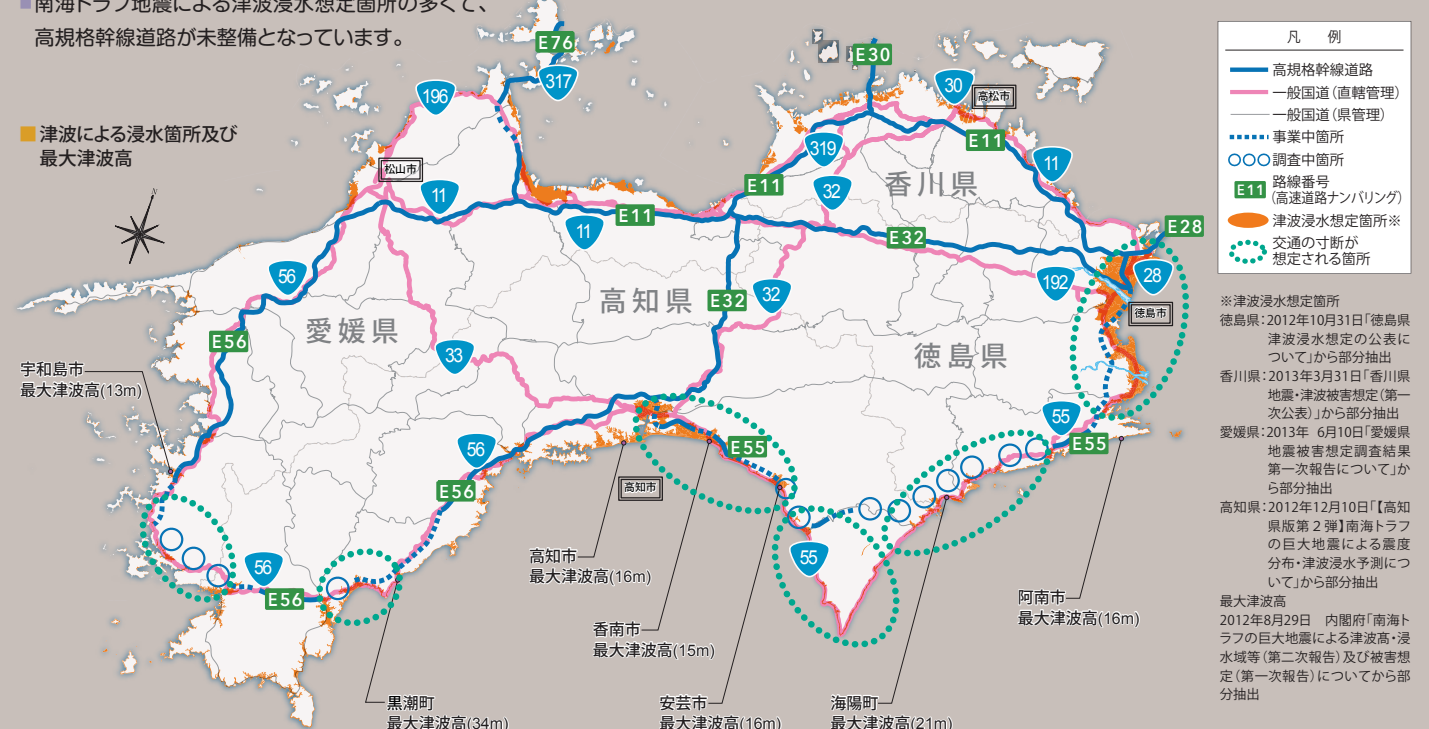 ■南海トラフ地震による津波浸水想定箇所の多くで、
高規格幹線道路が未整備となっています。
■津波による浸水箇所及び
最大津波高
N
E76
317
196
松山市
11
11
E11
56
E56
愛媛県
33
宇和島市
最大津波高(13m)
56
E56
56
E56
E30
30
高松市
319
32
E11
E11
11
香川県
E32
E28
28
192
徳島市
高知県
E32
32
徳島県
55
E55
E55
高知市
55
高知市
最大津波高(16m)
香南市
最大津波高(15m)
黒潮町
最大津波高(34m)
安芸市
最大津波高(16m)
海陽町
最大津波高(21m)
阿南市
最大津波高(16m)
凡 例
高規格幹線道路
一般国道(直轄管理)
一般国道(県管理)
事業中箇所
調査中箇所
E11 路線番号
(高速道路ナンバリング)
津波浸水想定箇所※
交通の寸断が
想定される箇所
※津波浸水想定箇所
徳島県:2012年10月31日「徳島県
津波浸水想定の公表に
ついて」から部分抽出
香川県:2013年3月31日「香川県
地震・津波被害想定(第一
次公表)」から部分抽出
愛媛県:2013年 6月10日「愛媛県
地震被害想定調査結果
第一次報告について」か
ら部分抽出
高知県:2012年12月10日「【高知
県版第2弾】南海トラフ
の巨大地震による震度
分布・津波浸水予測につ
いて」から部分抽出
最大津波高
2012年8月29日 内閣府「南海ト
ラフの巨大地震による津波高・浸
水域等(第二次報告)及び被害想
定(第一次報告)についてから部
分抽出